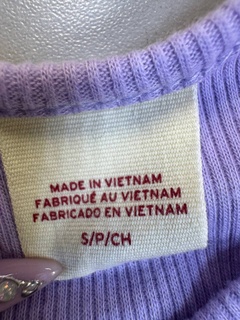 MADE IN VIETNAM
FABRIQUÉ AU VIETNAM
FABRICADO EN VIETNAM
S/P/CH